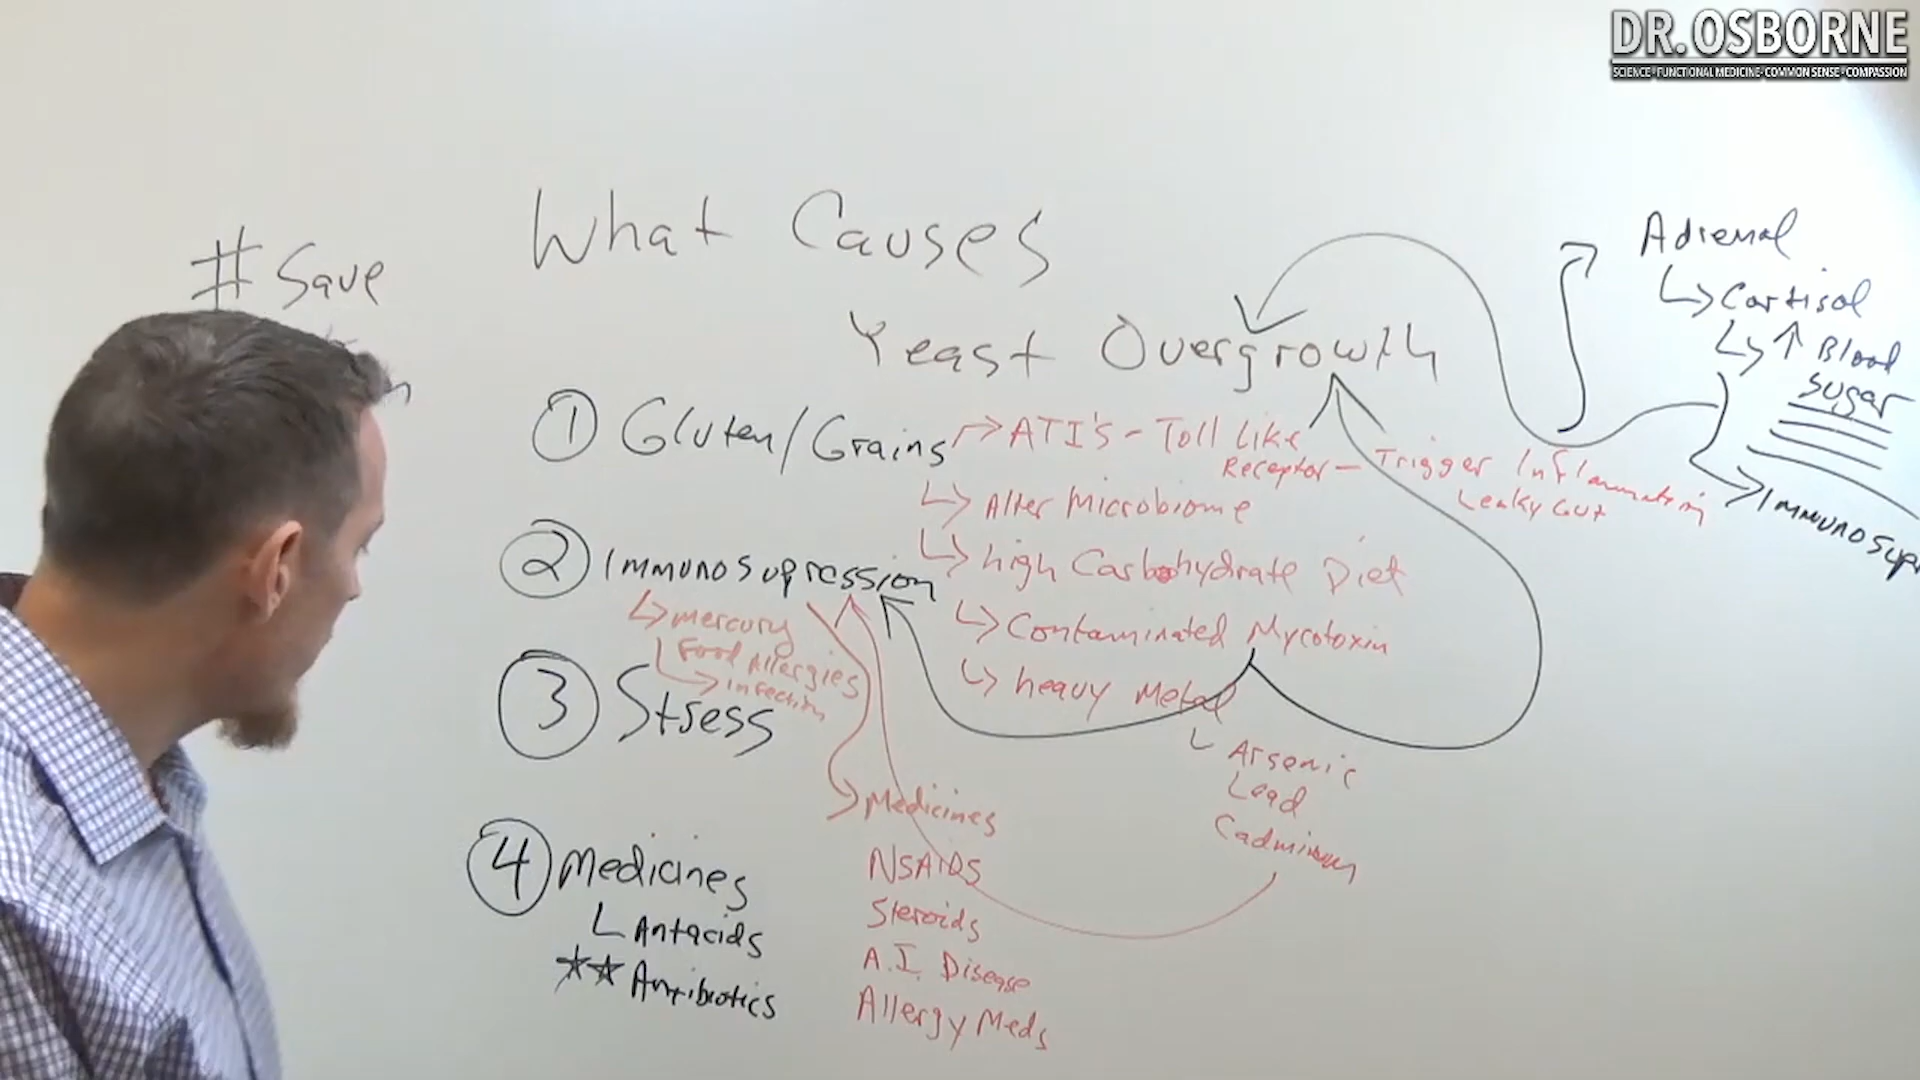 DR. OSBORNE
SCIENCE · FUNCTIONAL MEDICINE · COMMON SENSE · COMPASSION
# Save
What Causes
Yeast Overgrowth
① Gluten/Grains
ATI's - Toll Like
Receptor - Trigger Inflammation
Leaky Gut
Alter Microbiome
high Carbohydrate Diet
Contaminated Mycotoxin
heavy Metal
Arsenic
Lead
Cadmium
② Immunosupression
mercury
Food Allergies
infection
Medicines
NSAIDS
Steroids
A.I. Disease
Allergy Meds
③ Stress
④ Medicines
Antacids
★★ Antibiotics
Adrenal
Cortisol
↑ Blood
Sugar
Immunosup